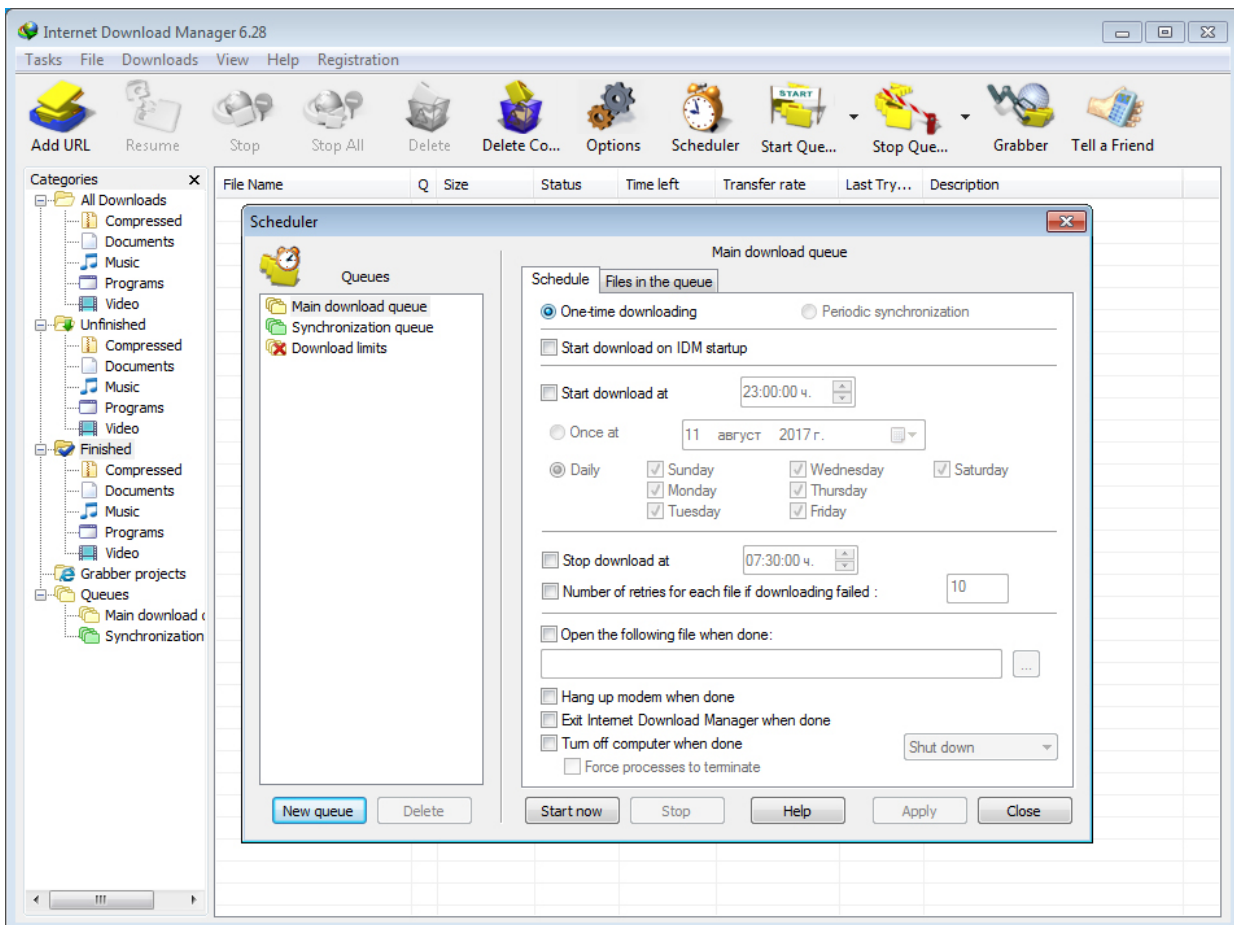 Internet Download Manager 6.28
Tasks File Downloads View Help Registration
Add URL Resume Stop Stop All Delete Delete Co... Options Scheduler Start Que... Stop Que... Grabber Tell a Friend
START
Categories
All Downloads
Compressed
Documents
Music
Programs
Video
Unfinished
Compressed
Documents
Music
Programs
Video
Finished
Compressed
Documents
Music
Programs
Video
Grabber projects
Queues
Main download
Synchronization
File Name Q Size Status Time left Transfer rate Last Try... Description
Scheduler
Queues
Main download queue
Synchronization queue
Download limits
New queue Delete
Main download queue
Schedule Files in the queue
One-time downloading Periodic synchronization
Start download on IDM startup
Start download at 23:00:00 ч.
Once at 11 август 2017 г.
Daily Sunday Wednesday Saturday
Monday Thursday
Tuesday Friday
Stop download at 07:30:00 ч.
Number of retries for each file if downloading failed : 10
Open the following file when done:
...
Hang up modem when done
Exit Internet Download Manager when done
Turn off computer when done Shut down
Force processes to terminate
Start now Stop Help Apply Close